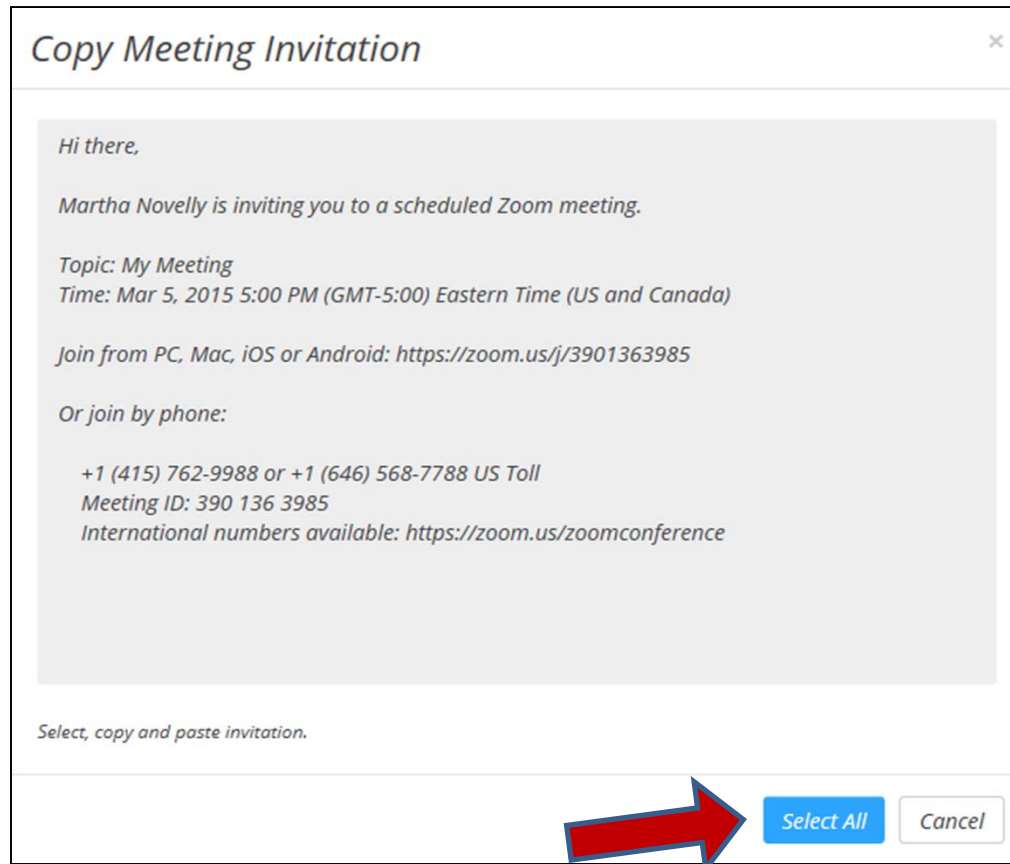 Copy Meeting Invitation
×
Hi there,
Martha Novelly is inviting you to a scheduled Zoom meeting.
Topic: My Meeting
Time: Mar 5, 2015 5:00 PM (GMT-5:00) Eastern Time (US and Canada)
Join from PC, Mac, iOS or Android: https://zoom.us/j/3901363985
Or join by phone:
+1 (415) 762-9988 or +1 (646) 568-7788 US Toll
Meeting ID: 390 136 3985
International numbers available: https://zoom.us/zoomconference
Select, copy and paste invitation.
Select All
Cancel